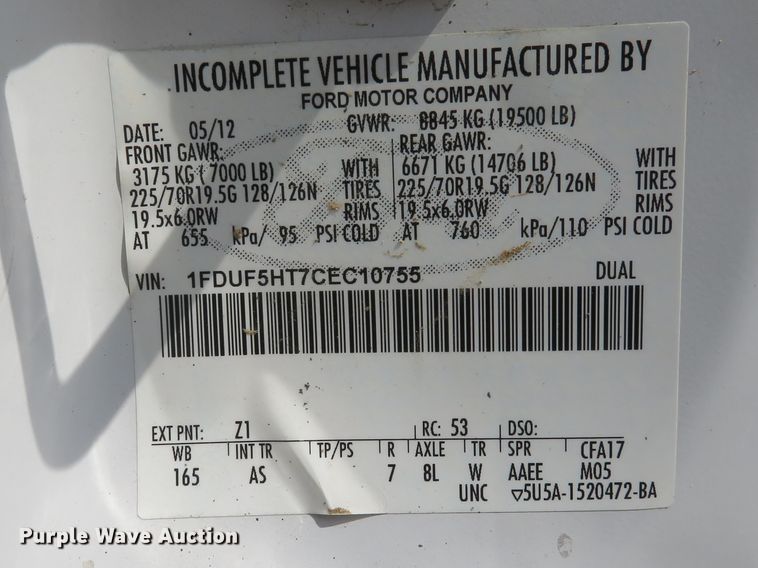 INCOMPLETE VEHICLE MANUFACTURED BY
FORD MOTOR COMPANY
DATE: 05/12 GVWR: 8845 KG (19500 LB)
FRONT GAWR: REAR GAWR:
3175 KG ( 7000 LB) WITH 6671 KG (14706 LB) WITH
225/70R19.5G 128/126N TIRES 225/70R19.5G 128/126N TIRES
19.5x6.0RW RIMS 19.5x6.0RW RIMS
AT 655 kPa/ 95 PSI COLD AT 760 kPa/110 PSI COLD
VIN: 1FDUF5HT7CEC10755 DUAL
EXT PNT: Z1 RC: 53 DSO:
WB INT TR TP/PS R AXLE TR SPR CFA17
165 AS 7 8L W AAEE M05
UNC ▽5U5A-1520472-BA
Purple Wave Auction